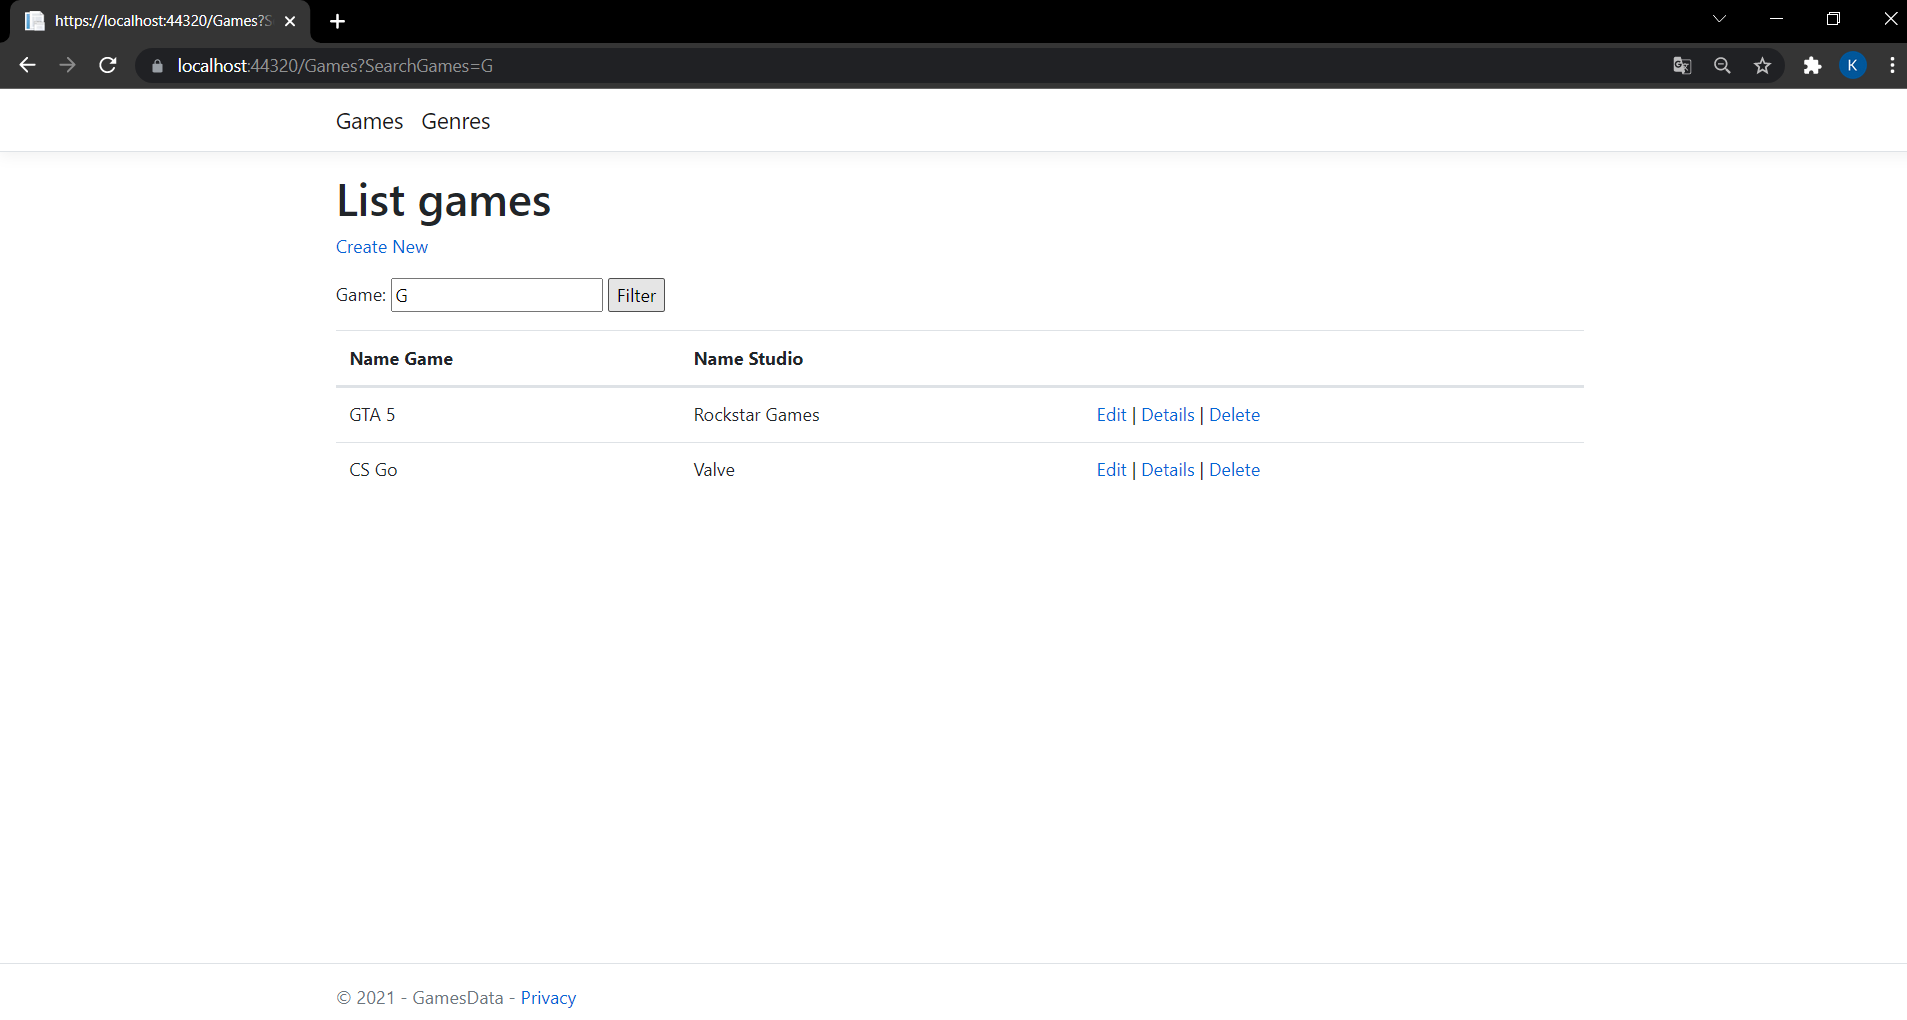 https://localhost:44320/Games?S
localhost:44320/Games?SearchGames=G
K
Games Genres
List games
Create New
Game: G Filter
Name Game Name Studio
GTA 5 Rockstar Games Edit | Details | Delete
CS Go Valve Edit | Details | Delete
© 2021 - GamesData - Privacy